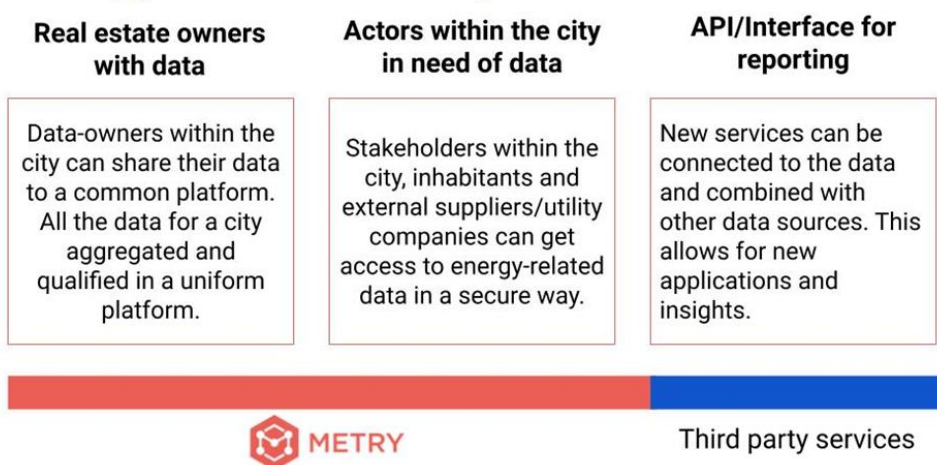 Real estate owners
with data
Data-owners within the
city can share their data
to a common platform.
All the data for a city
aggregated and
qualified in a uniform
platform.
Actors within the city
in need of data
Stakeholders within the
city, inhabitants and
external suppliers/utility
companies can get
access to energy-related
data in a secure way.
API/Interface for
reporting
New services can be
connected to the data
and combined with
other data sources. This
allows for new
applications and
insights.
METRY
Third party services